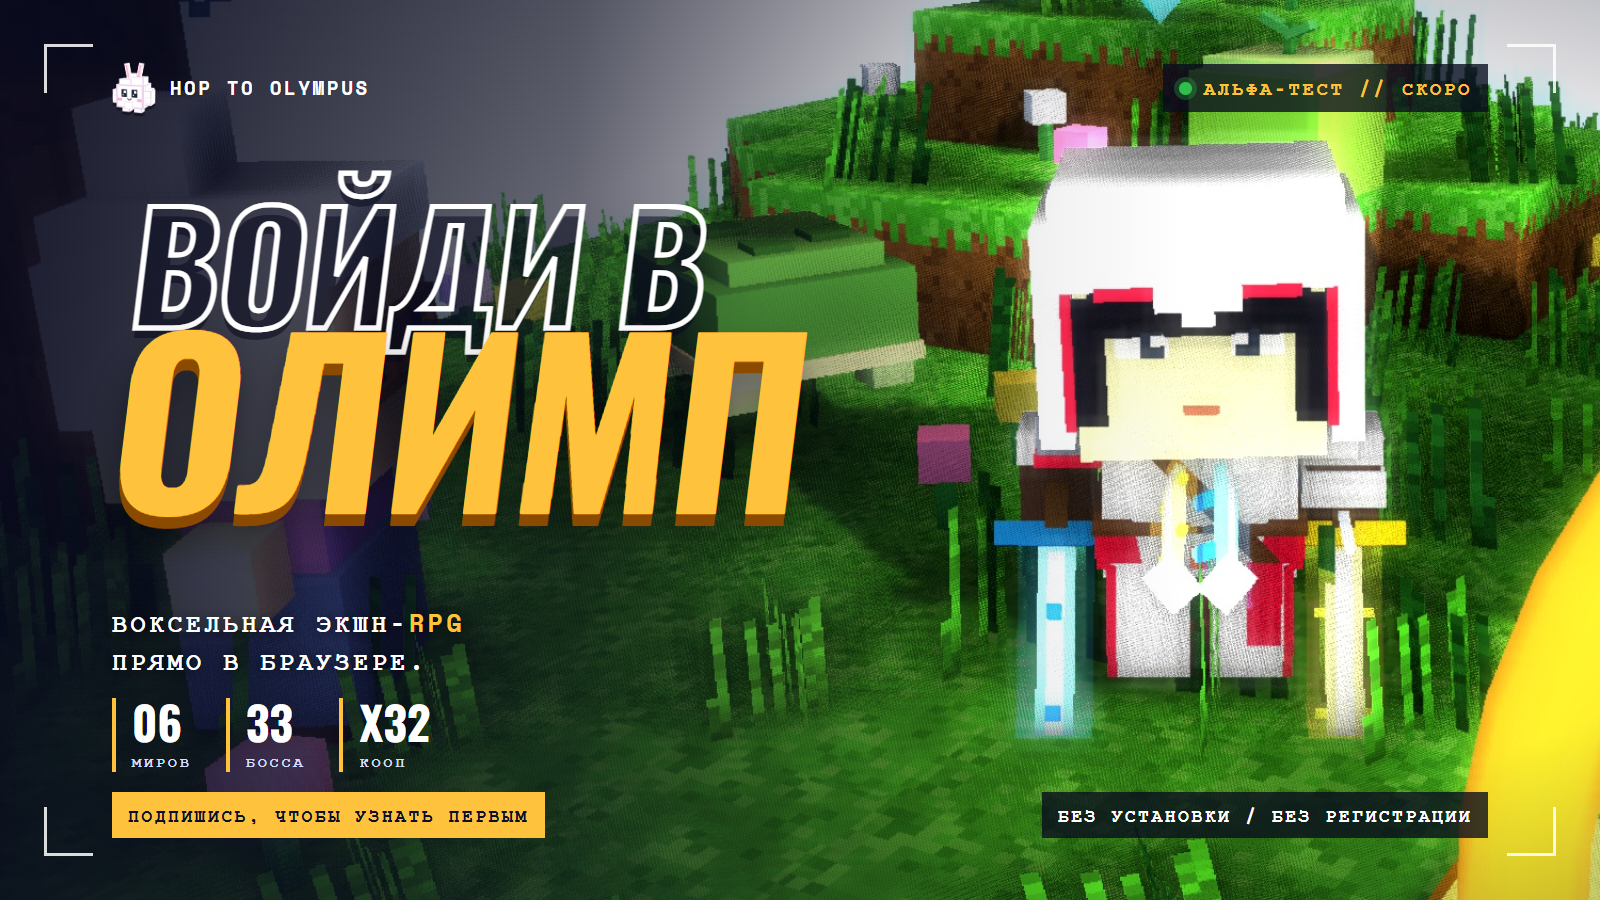 HOP TO OLYMPUS
АЛЬФА-ТЕСТ // СКОРО
ВОЙДИ В
ОЛИМП
ВОКСЕЛЬНАЯ ЭКШН-RPG
ПРЯМО В БРАУЗЕРЕ.
06 33 X32
МИРОВ БОССА КООП
ПОДПИШИСЬ, ЧТОБЫ УЗНАТЬ ПЕРВЫМ
БЕЗ УСТАНОВКИ / БЕЗ РЕГИСТРАЦИИ